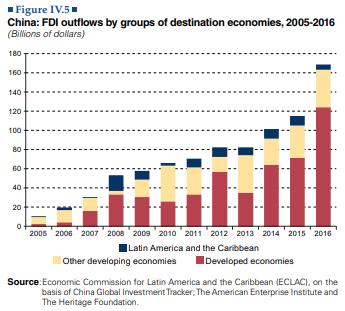 ■ Figure IV.5 ■
China: FDI outflows by groups of destination economies, 2005-2016
(Billions of dollars)
180
160
140
120
100
80
60
40
20
0
2005 2006 2007 2008 2009 2010 2011 2012 2013 2014 2015 2016
Latin America and the Caribbean
Other developing economies Developed economies
Source: Economic Commission for Latin America and the Caribbean (ECLAC), on the
basis of China Global Investment Tracker; The American Enterprise Institute and
The Heritage Foundation.